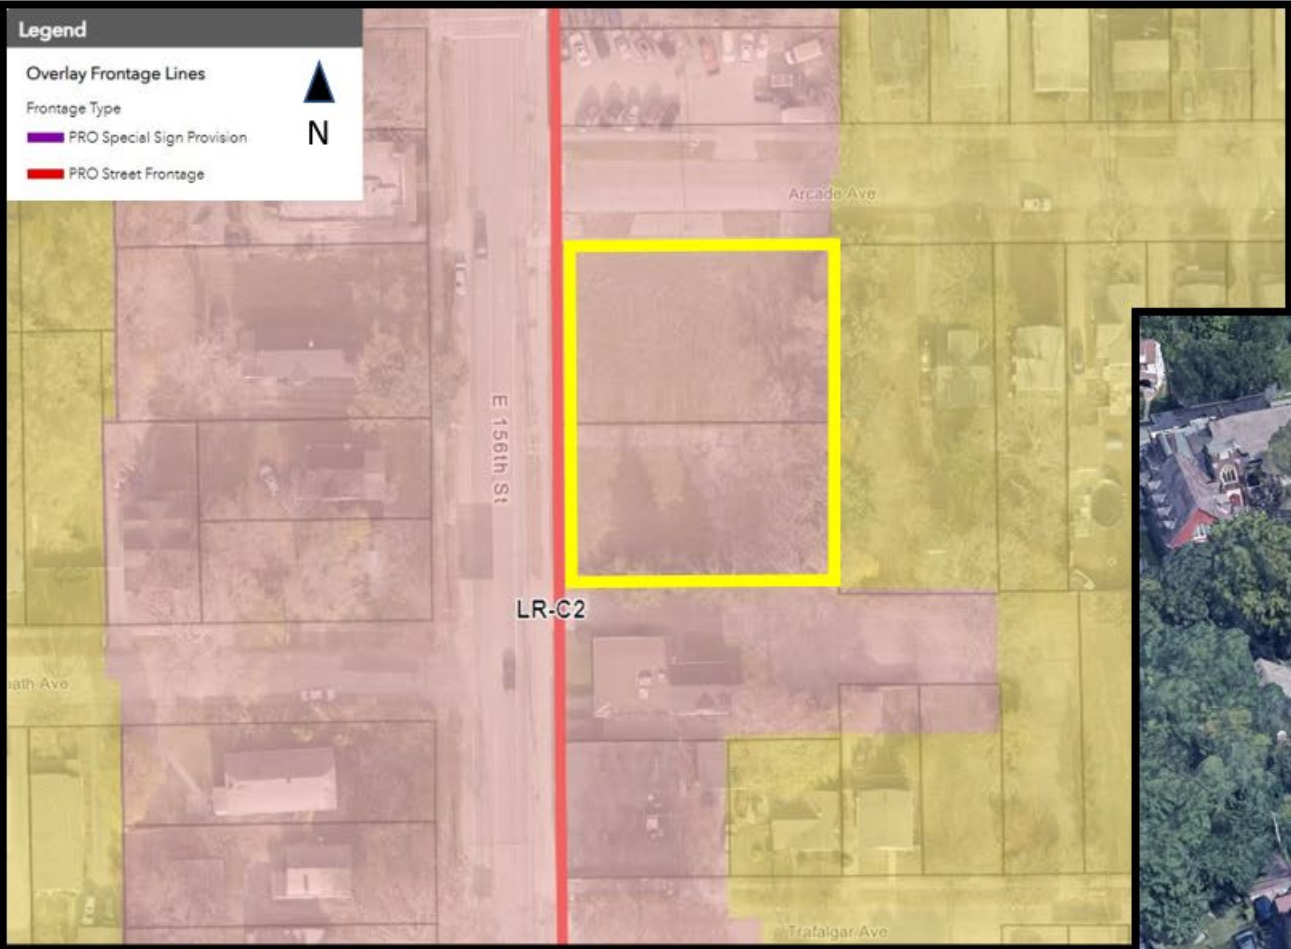 Legend
Overlay Frontage Lines
Frontage Type
N
PRO Special Sign Provision
PRO Street Frontage
Arcade Ave
E 156th St
LR-C2
ath Ave
Trafalgar Ave